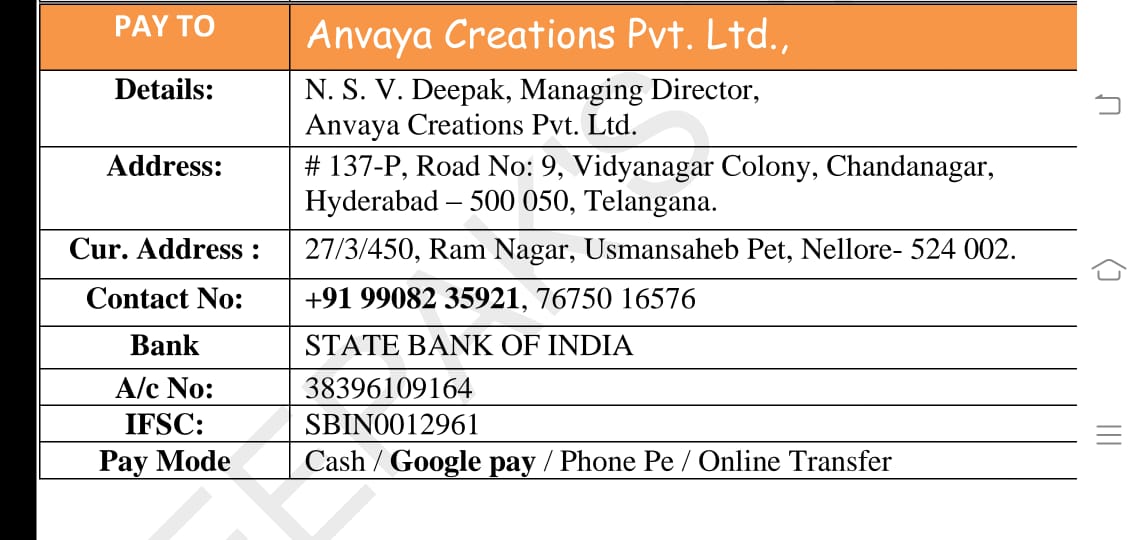 PAY TO Anvaya Creations Pvt. Ltd.,
Details: N. S. V. Deepak, Managing Director,
Anvaya Creations Pvt. Ltd.
Address: # 137-P, Road No: 9, Vidyanagar Colony, Chandanagar,
Hyderabad – 500 050, Telangana.
Cur. Address : 27/3/450, Ram Nagar, Usmansaheb Pet, Nellore- 524 002.
Contact No: +91 99082 35921, 76750 16576
Bank STATE BANK OF INDIA
A/c No: 38396109164
IFSC: SBIN0012961
Pay Mode Cash / Google pay / Phone Pe / Online Transfer